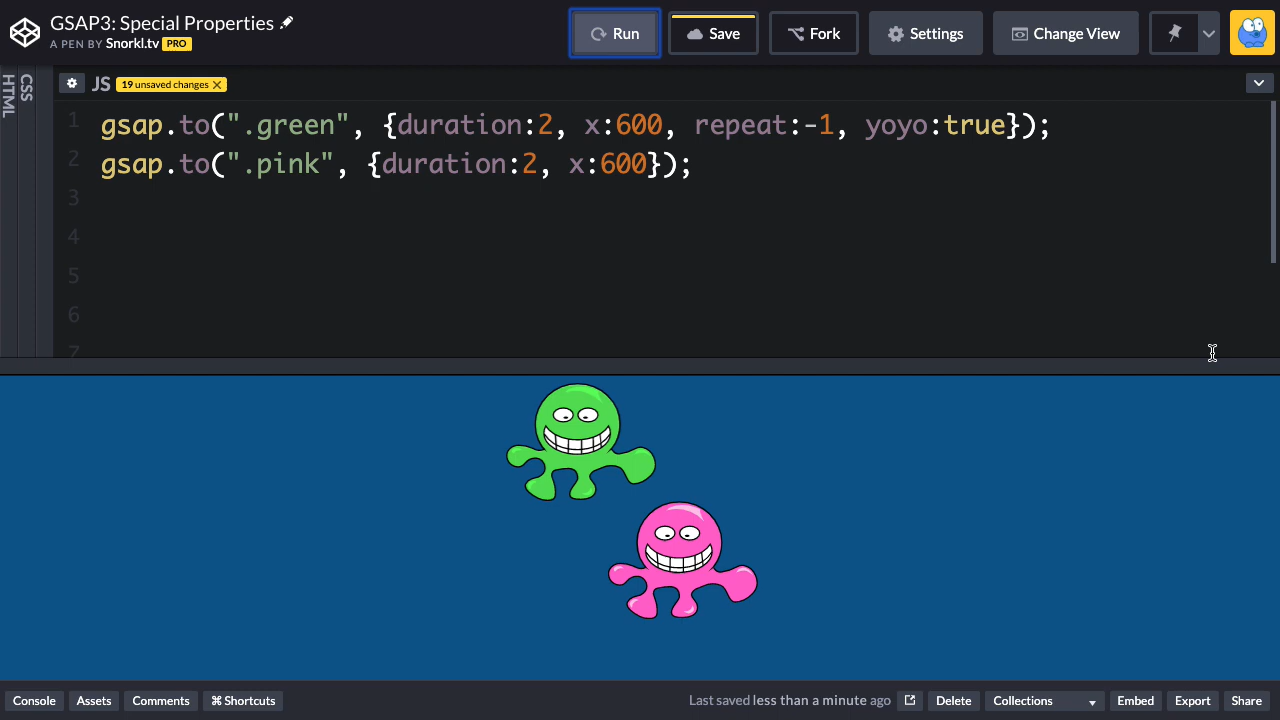 GSAP3: Special Properties
A PEN BY Snorkl.tv PRO
Run
Save
Fork
Settings
Change View
HTML
CSS
JS
19 unsaved changes X
1 gsap.to(".green", {duration:2, x:600, repeat:-1, yoyo:true});
2 gsap.to(".pink", {duration:2, x:600});
3
4
5
6
7
Console
Assets
Comments
⌘ Shortcuts
Last saved less than a minute ago
Delete
Collections
Embed
Export
Share